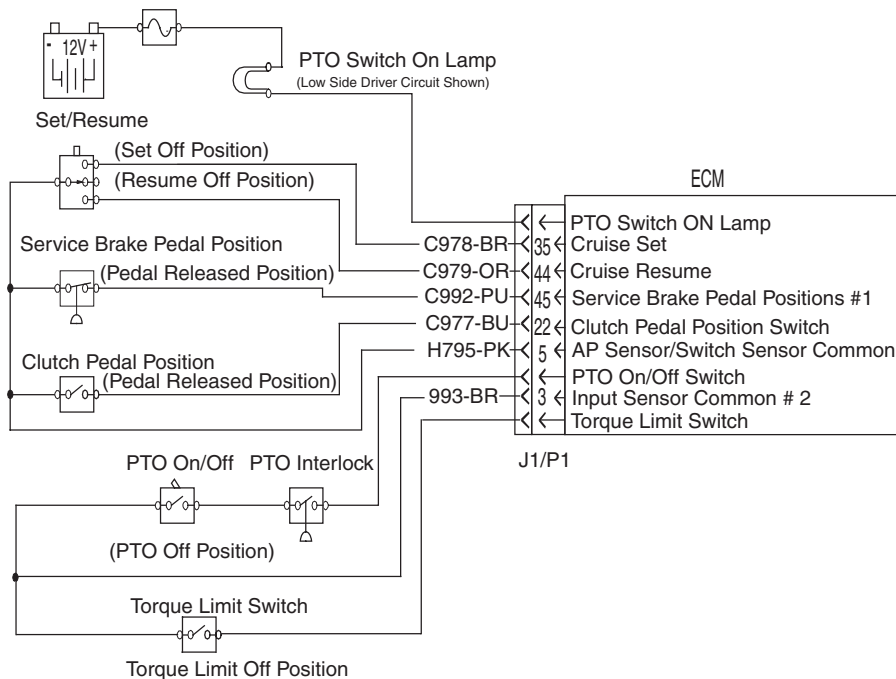 - 12V +
PTO Switch On Lamp
(Low Side Driver Circuit Shown)
Set/Resume
(Set Off Position)
(Resume Off Position)
Service Brake Pedal Position
(Pedal Released Position)
Clutch Pedal Position
(Pedal Released Position)
ECM
PTO Switch ON Lamp
C978-BR 35 Cruise Set
C979-OR 44 Cruise Resume
C992-PU 45 Service Brake Pedal Positions #1
C977-BU 22 Clutch Pedal Position Switch
H795-PK 5 AP Sensor/Switch Sensor Common
PTO On/Off Switch
993-BR 3 Input Sensor Common # 2
Torque Limit Switch
J1/P1
PTO On/Off PTO Interlock
(PTO Off Position)
Torque Limit Switch
Torque Limit Off Position